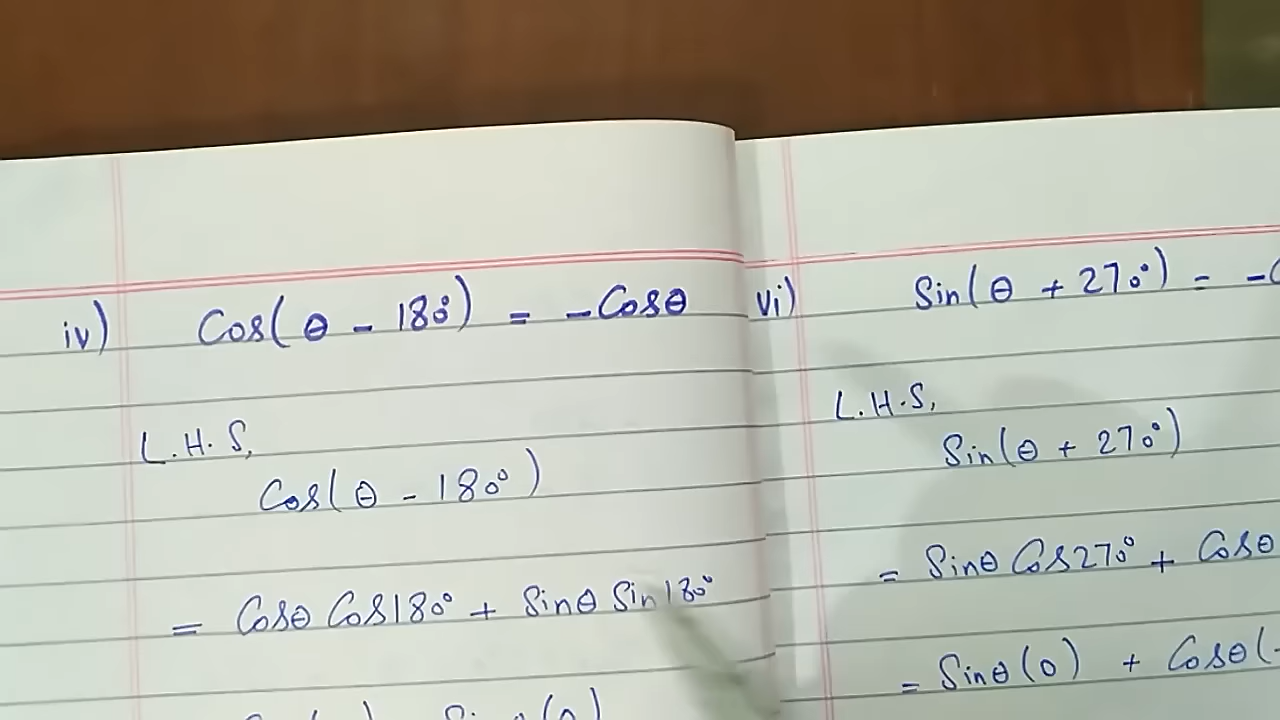 iv) Cos(θ - 180°) = -Cosθ
L.H.S,
Cos(θ - 180°)
= Cosθ Cos180° + Sinθ Sin180°
vi) Sin(θ + 270°) = -
L.H.S,
Sin(θ + 270°)
= Sinθ Cos270° + Cosθ
= Sinθ(0) + Cosθ(-